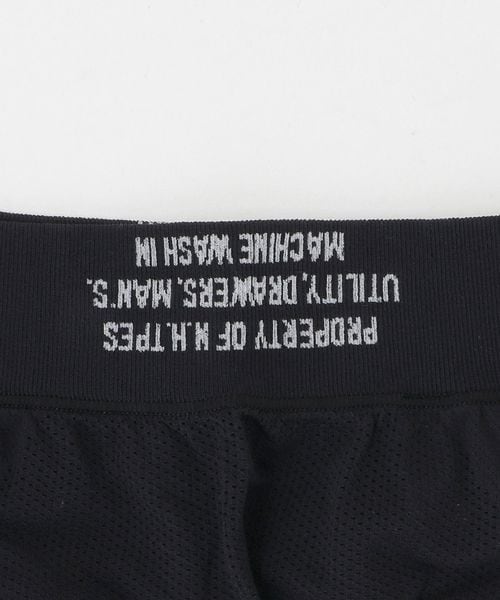 PROPERTY OF N.H.TPES
UTILITY, DRAWERS, MAN'S.
MACHINE WASH IN